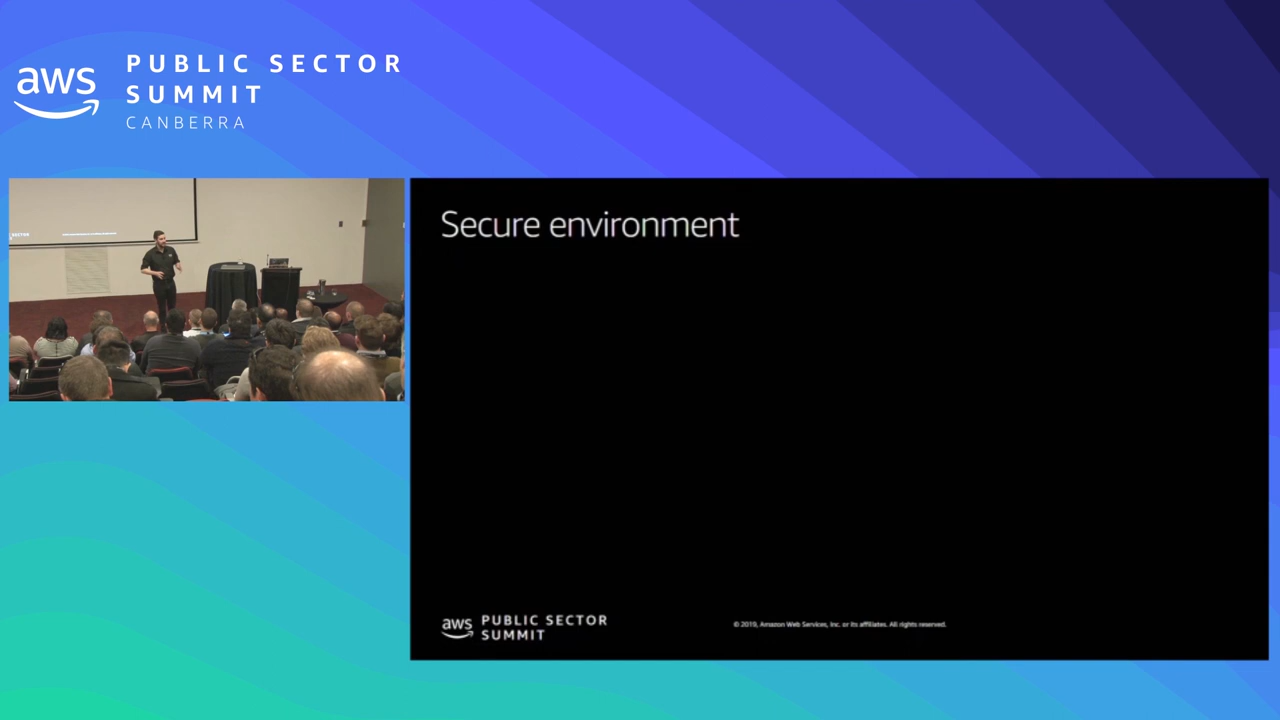 aws
PUBLIC SECTOR
SUMMIT
CANBERRA
Secure environment
aws
PUBLIC SECTOR
SUMMIT
© 2019, Amazon Web Services, Inc. or its affiliates. All rights reserved.